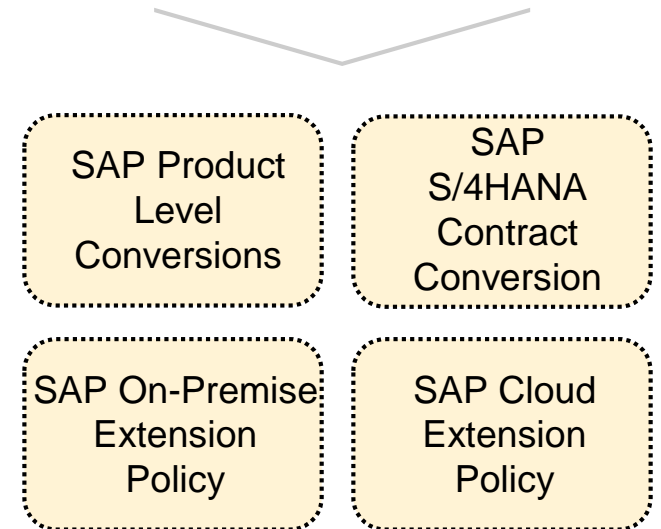 SAP Product
Level
Conversions
SAP
S/4HANA
Contract
Conversion
SAP On-Premise
Extension
Policy
SAP Cloud
Extension
Policy